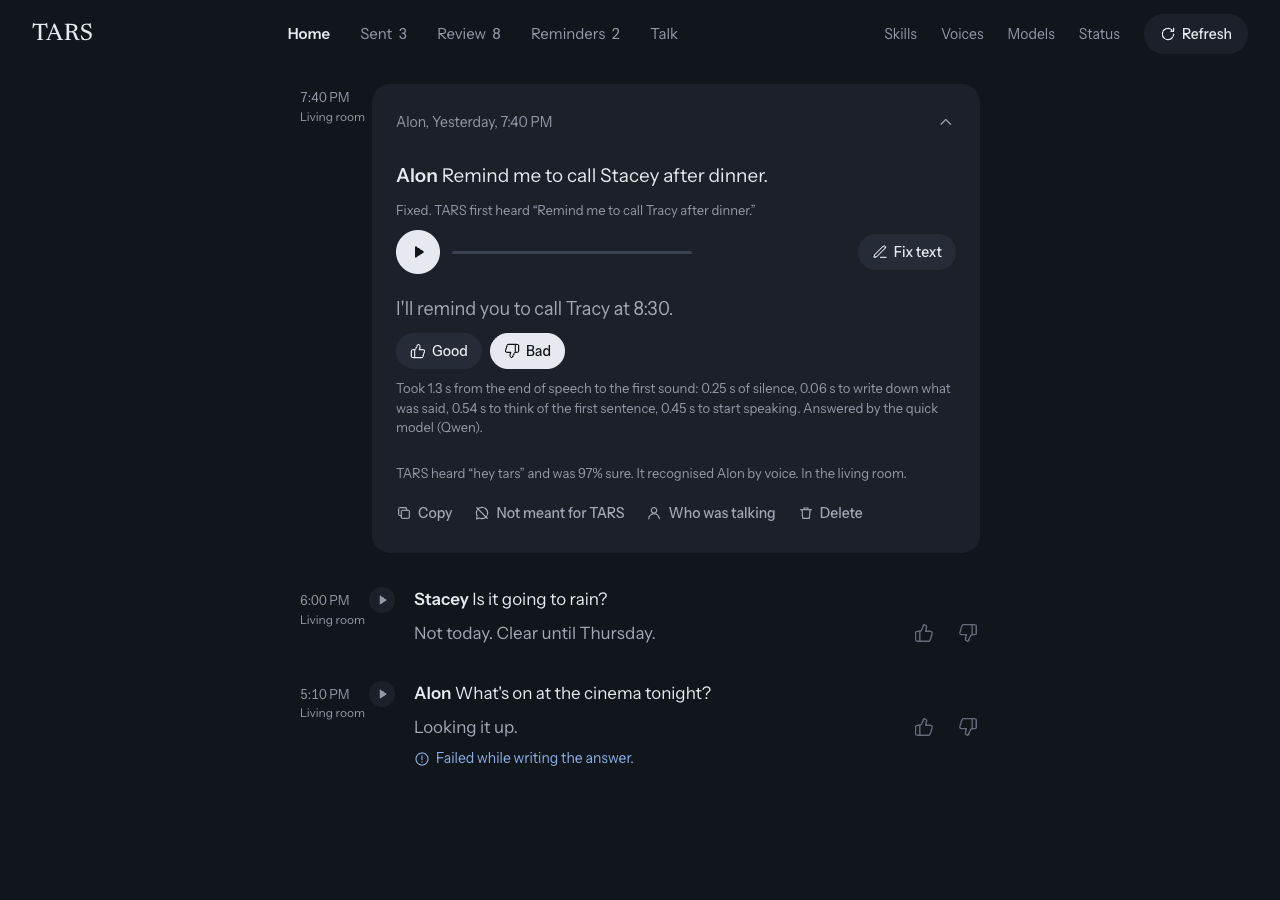 TARS
Home
Sent 3
Review 8
Reminders 2
Talk
Skills
Voices
Models
Status
Refresh
7:40 PM
Living room
Alon, Yesterday, 7:40 PM
Alon Remind me to call Stacey after dinner.
Fixed. TARS first heard “Remind me to call Tracy after dinner.”
Fix text
I'll remind you to call Tracy at 8:30.
Good
Bad
Took 1.3 s from the end of speech to the first sound: 0.25 s of silence, 0.06 s to write down what
was said, 0.54 s to think of the first sentence, 0.45 s to start speaking. Answered by the quick
model (Qwen).
TARS heard “hey tars” and was 97% sure. It recognised Alon by voice. In the living room.
Copy
Not meant for TARS
Who was talking
Delete
6:00 PM
Living room
Stacey Is it going to rain?
Not today. Clear until Thursday.
5:10 PM
Living room
Alon What's on at the cinema tonight?
Looking it up.
Failed while writing the answer.